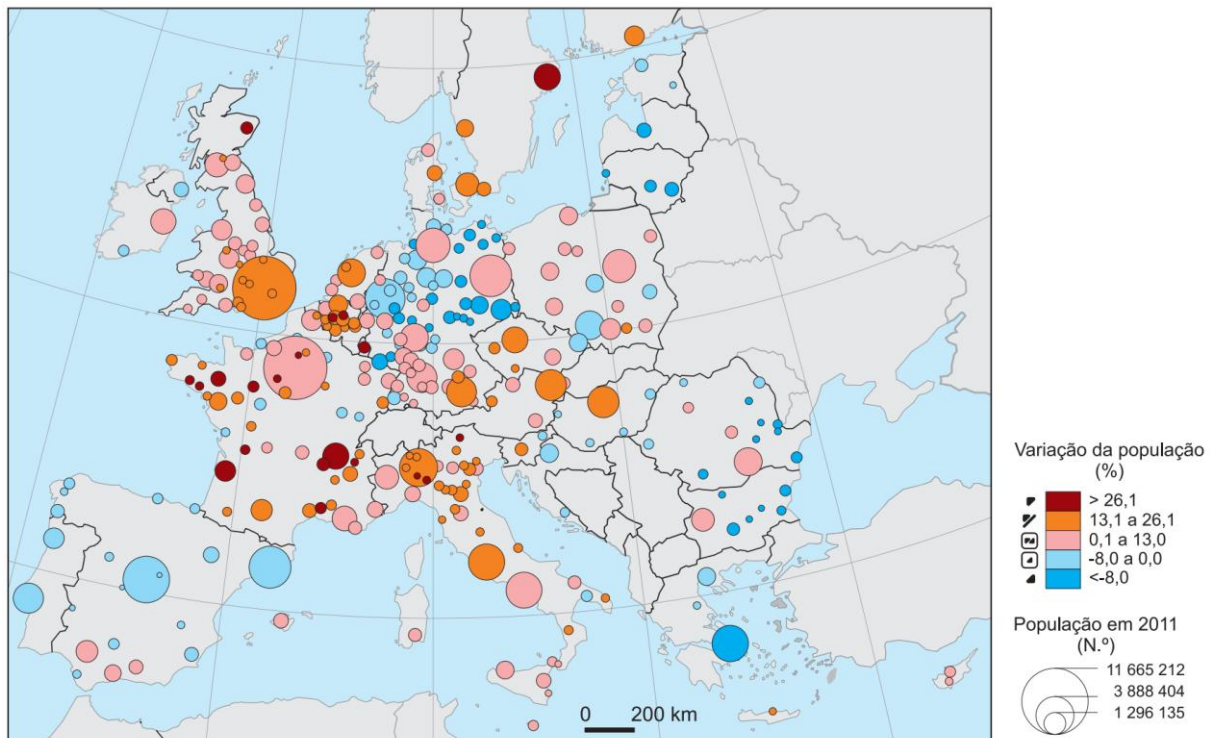 Variação da população
(%)
> 26,1
13,1 a 26,1
0,1 a 13,0
-8,0 a 0,0
<-8,0
População em 2011
(N.º)
11 665 212
3 888 404
1 296 135
0 200 km